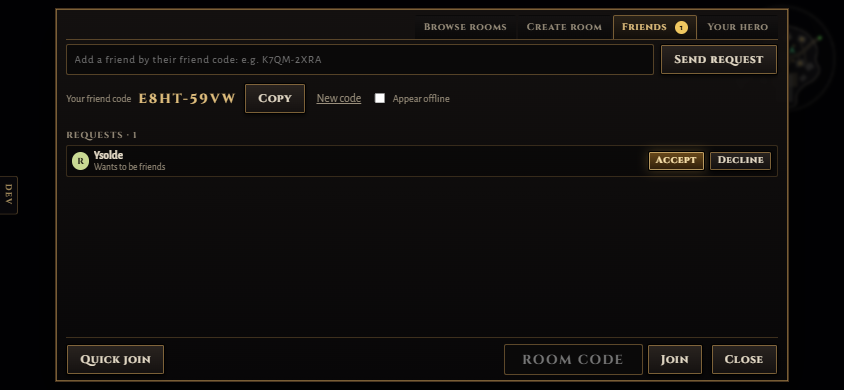 Browse rooms Create room Friends 1 Your hero
Add a friend by their friend code: e.g. K7QM-2XRA Send request
Your friend code E8HT-59VW Copy New code Appear offline
REQUESTS · 1
R Ysolde Accept Decline
Wants to be friends
DEV
Quick join ROOM CODE Join Close